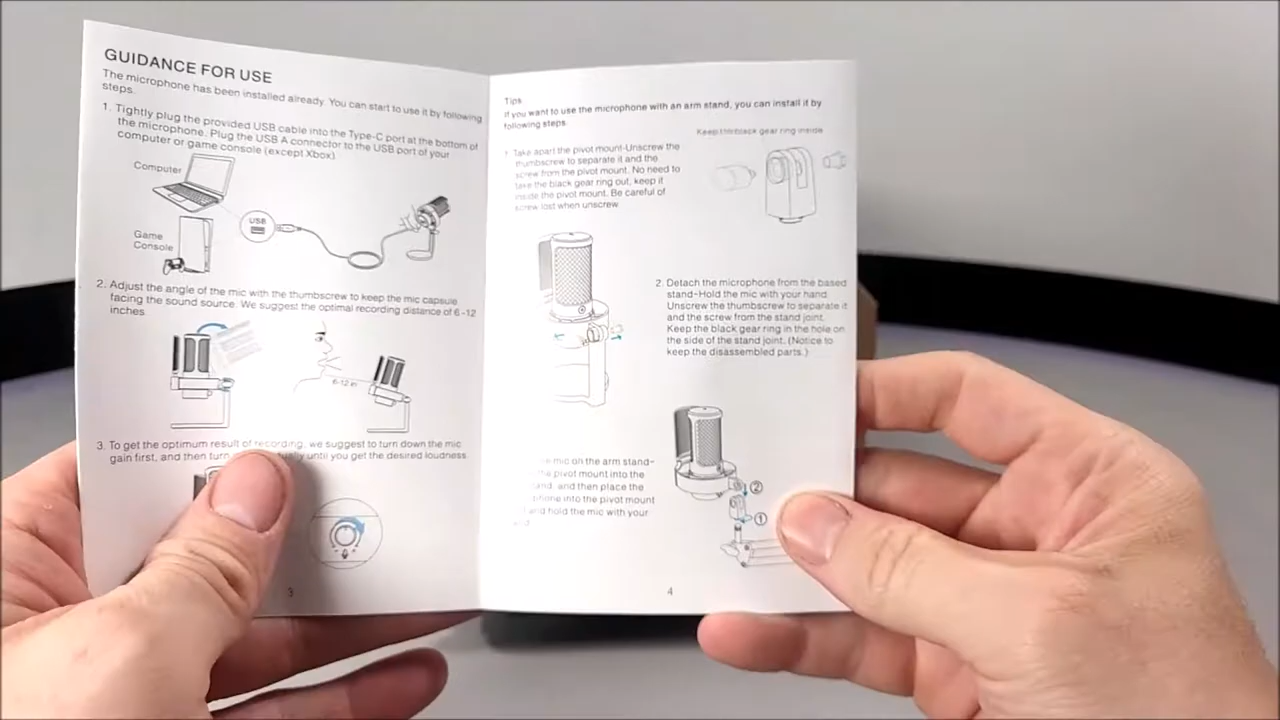 GUIDANCE FOR USE
The microphone has been installed already. You can start to use it by following
steps.
1. Tightly plug the provided USB cable into the Type-C port at the bottom of
the microphone. Plug the USB A connector to the USB port of your
computer or game console (except Xbox)
Computer
USB
Game
Console
2. Adjust the angle of the mic with the thumbscrew to keep the mic capsule
facing the sound source. We suggest the optimal recording distance of 6-12
inches
6-12 in
3. To get the optimum result of recording, we suggest to turn down the mic
gain first, and then turn until you get the desired loudness.
3
Tips
If you want to use the microphone with an arm stand, you can install it by
following steps
Keep this black gear ring inside
1. Take apart the pivot mount-Unscrew the
thumbscrew to separate it and the
screw from the pivot mount. No need to
take the black gear ring out, keep it
inside the pivot mount. Be careful of
screw lost when unscrew
2. Detach the microphone from the based
stand-Hold the mic with your hand.
Unscrew the thumbscrew to separate it
and the screw from the stand joint.
Keep the black gear ring in the hole on
the side of the stand joint. (Notice to
keep the disassembled parts.)
mic on the arm stand-
pivot mount into the
and then place the
into the pivot mount
and hold the mic with your
②
①
4